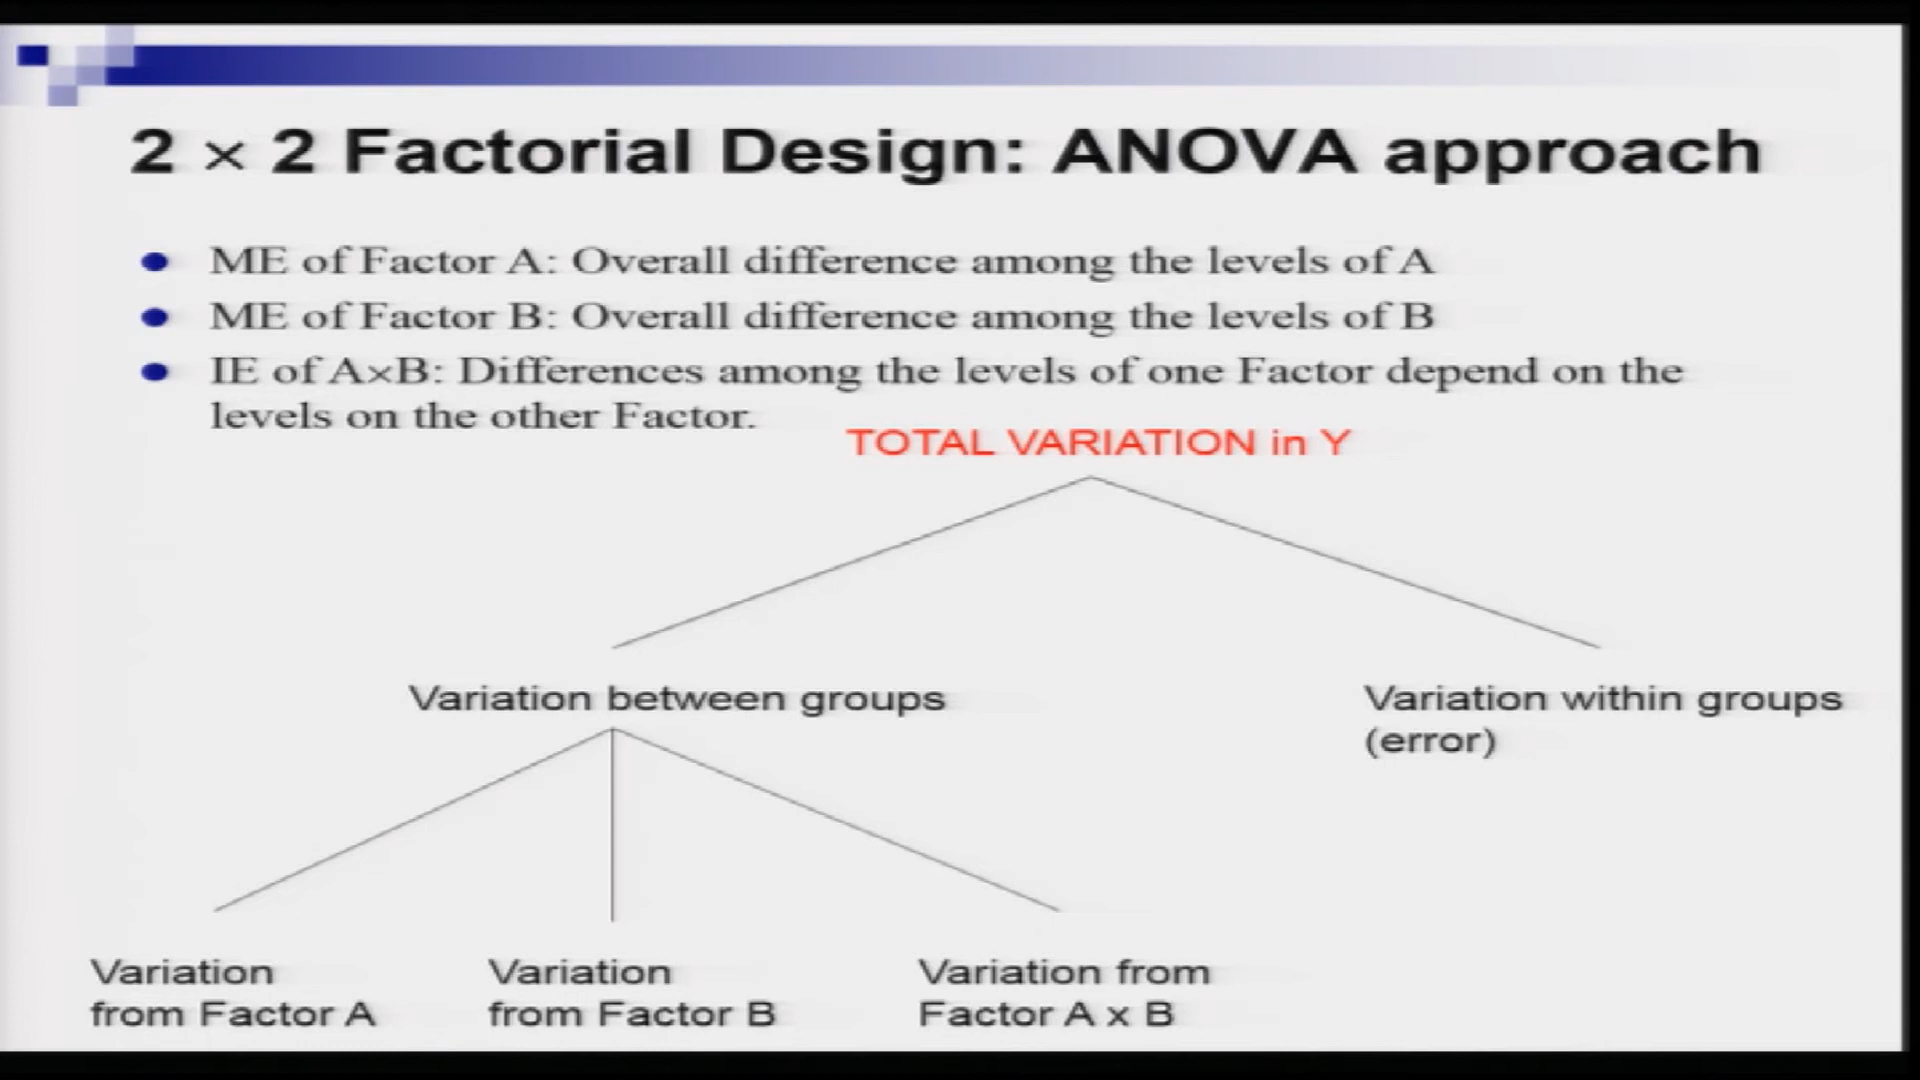 2 × 2 Factorial Design: ANOVA approach
ME of Factor A: Overall difference among the levels of A
ME of Factor B: Overall difference among the levels of B
IE of A×B: Differences among the levels of one Factor depend on the
levels on the other Factor.
TOTAL VARIATION in Y
Variation between groups
Variation within groups
(error)
Variation
from Factor A
Variation
from Factor B
Variation from
Factor A x B